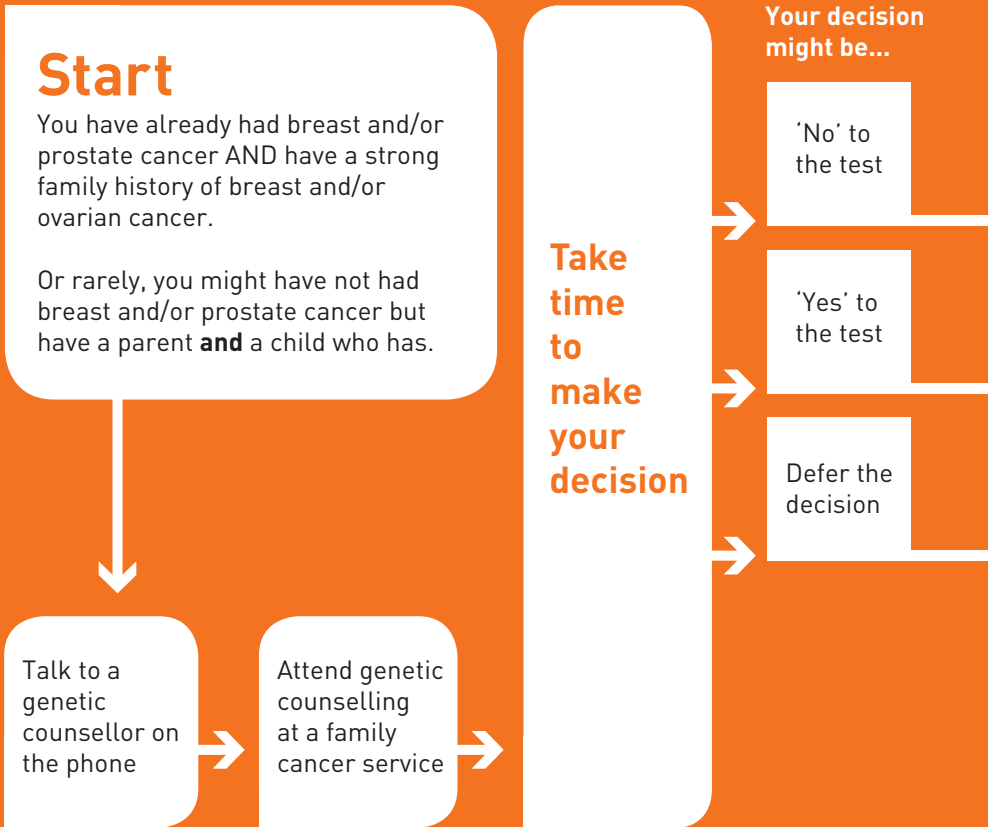 Start
You have already had breast and/or
prostate cancer AND have a strong
family history of breast and/or
ovarian cancer.
Or rarely, you might have not had
breast and/or prostate cancer but
have a parent and a child who has.
Talk to a
genetic
counsellor on
the phone
Attend genetic
counselling
at a family
cancer service
Take
time
to
make
your
decision
Your decision
might be...
‘No’ to
the test
‘Yes’ to
the test
Defer the
decision